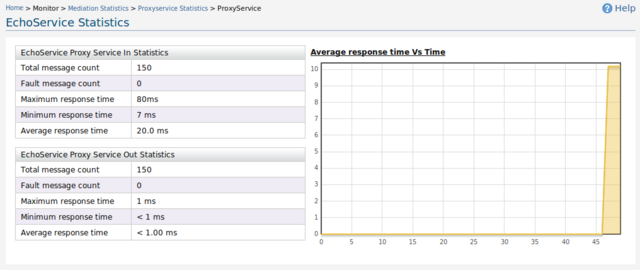 Home > Monitor > Mediation Statistics > Proxyservice Statistics > ProxyService
Help
EchoService Statistics
EchoService Proxy Service In Statistics
Total message count 150
Fault message count 0
Maximum response time 80ms
Minimum response time 7 ms
Average response time 20.0 ms
EchoService Proxy Service Out Statistics
Total message count 150
Fault message count 0
Maximum response time 1 ms
Minimum response time < 1 ms
Average response time < 1.00 ms
Average response time Vs Time
10
9
8
7
6
5
4
3
2
1
0
0 5 10 15 20 25 30 35 40 45